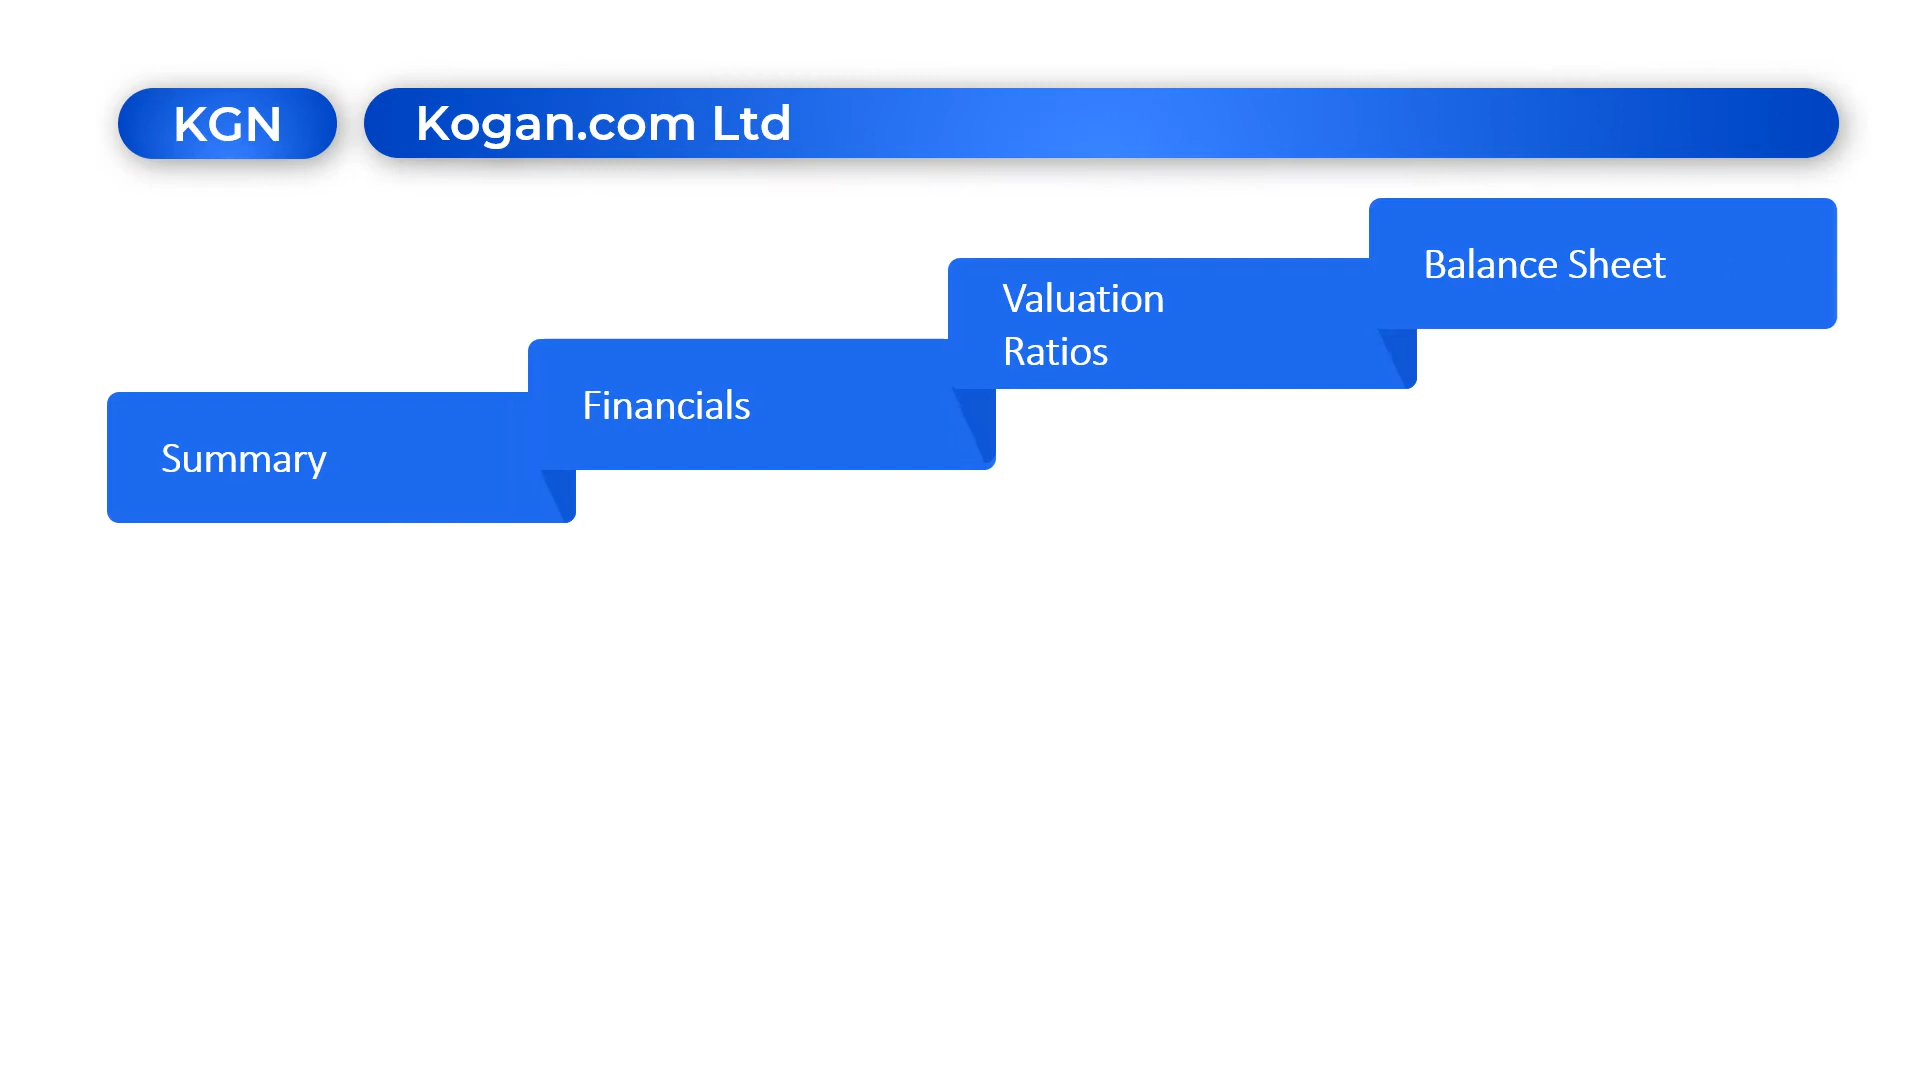 KGN
Kogan.com Ltd
Summary
Financials
Valuation
Ratios
Balance Sheet